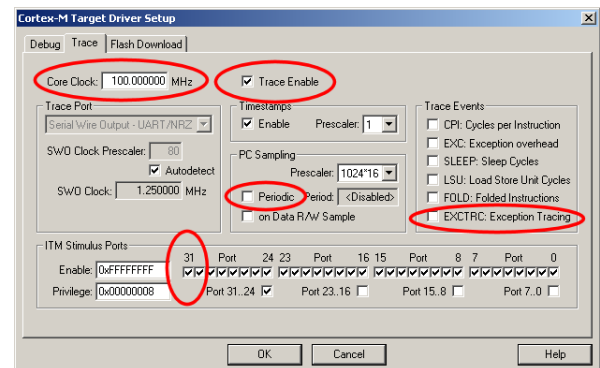 Cortex-M Target Driver Setup
Debug Trace Flash Download
Core Clock: 100.000000 MHz
Trace Enable
Trace Port
Serial Wire Output - UART/NRZ
SWO Clock Prescaler: 80
Autodetect
SWO Clock: 1.250000 MHz
Timestamps
Enable Prescaler: 1
PC Sampling
Prescaler: 1024*16
Periodic Period: <Disabled>
on Data R/W Sample
Trace Events
CPI: Cycles per Instruction
EXC: Exception overhead
SLEEP: Sleep Cycles
LSU: Load Store Unit Cycles
FOLD: Folded Instructions
EXCTRC: Exception Tracing
ITM Stimulus Ports
31 Port 24 23 Port 16 15 Port 8 7 Port 0
Enable: 0xFFFFFFFF
Privilege: 0x00000008 Port 31..24 Port 23..16 Port 15..8 Port 7..0
OK Cancel Help